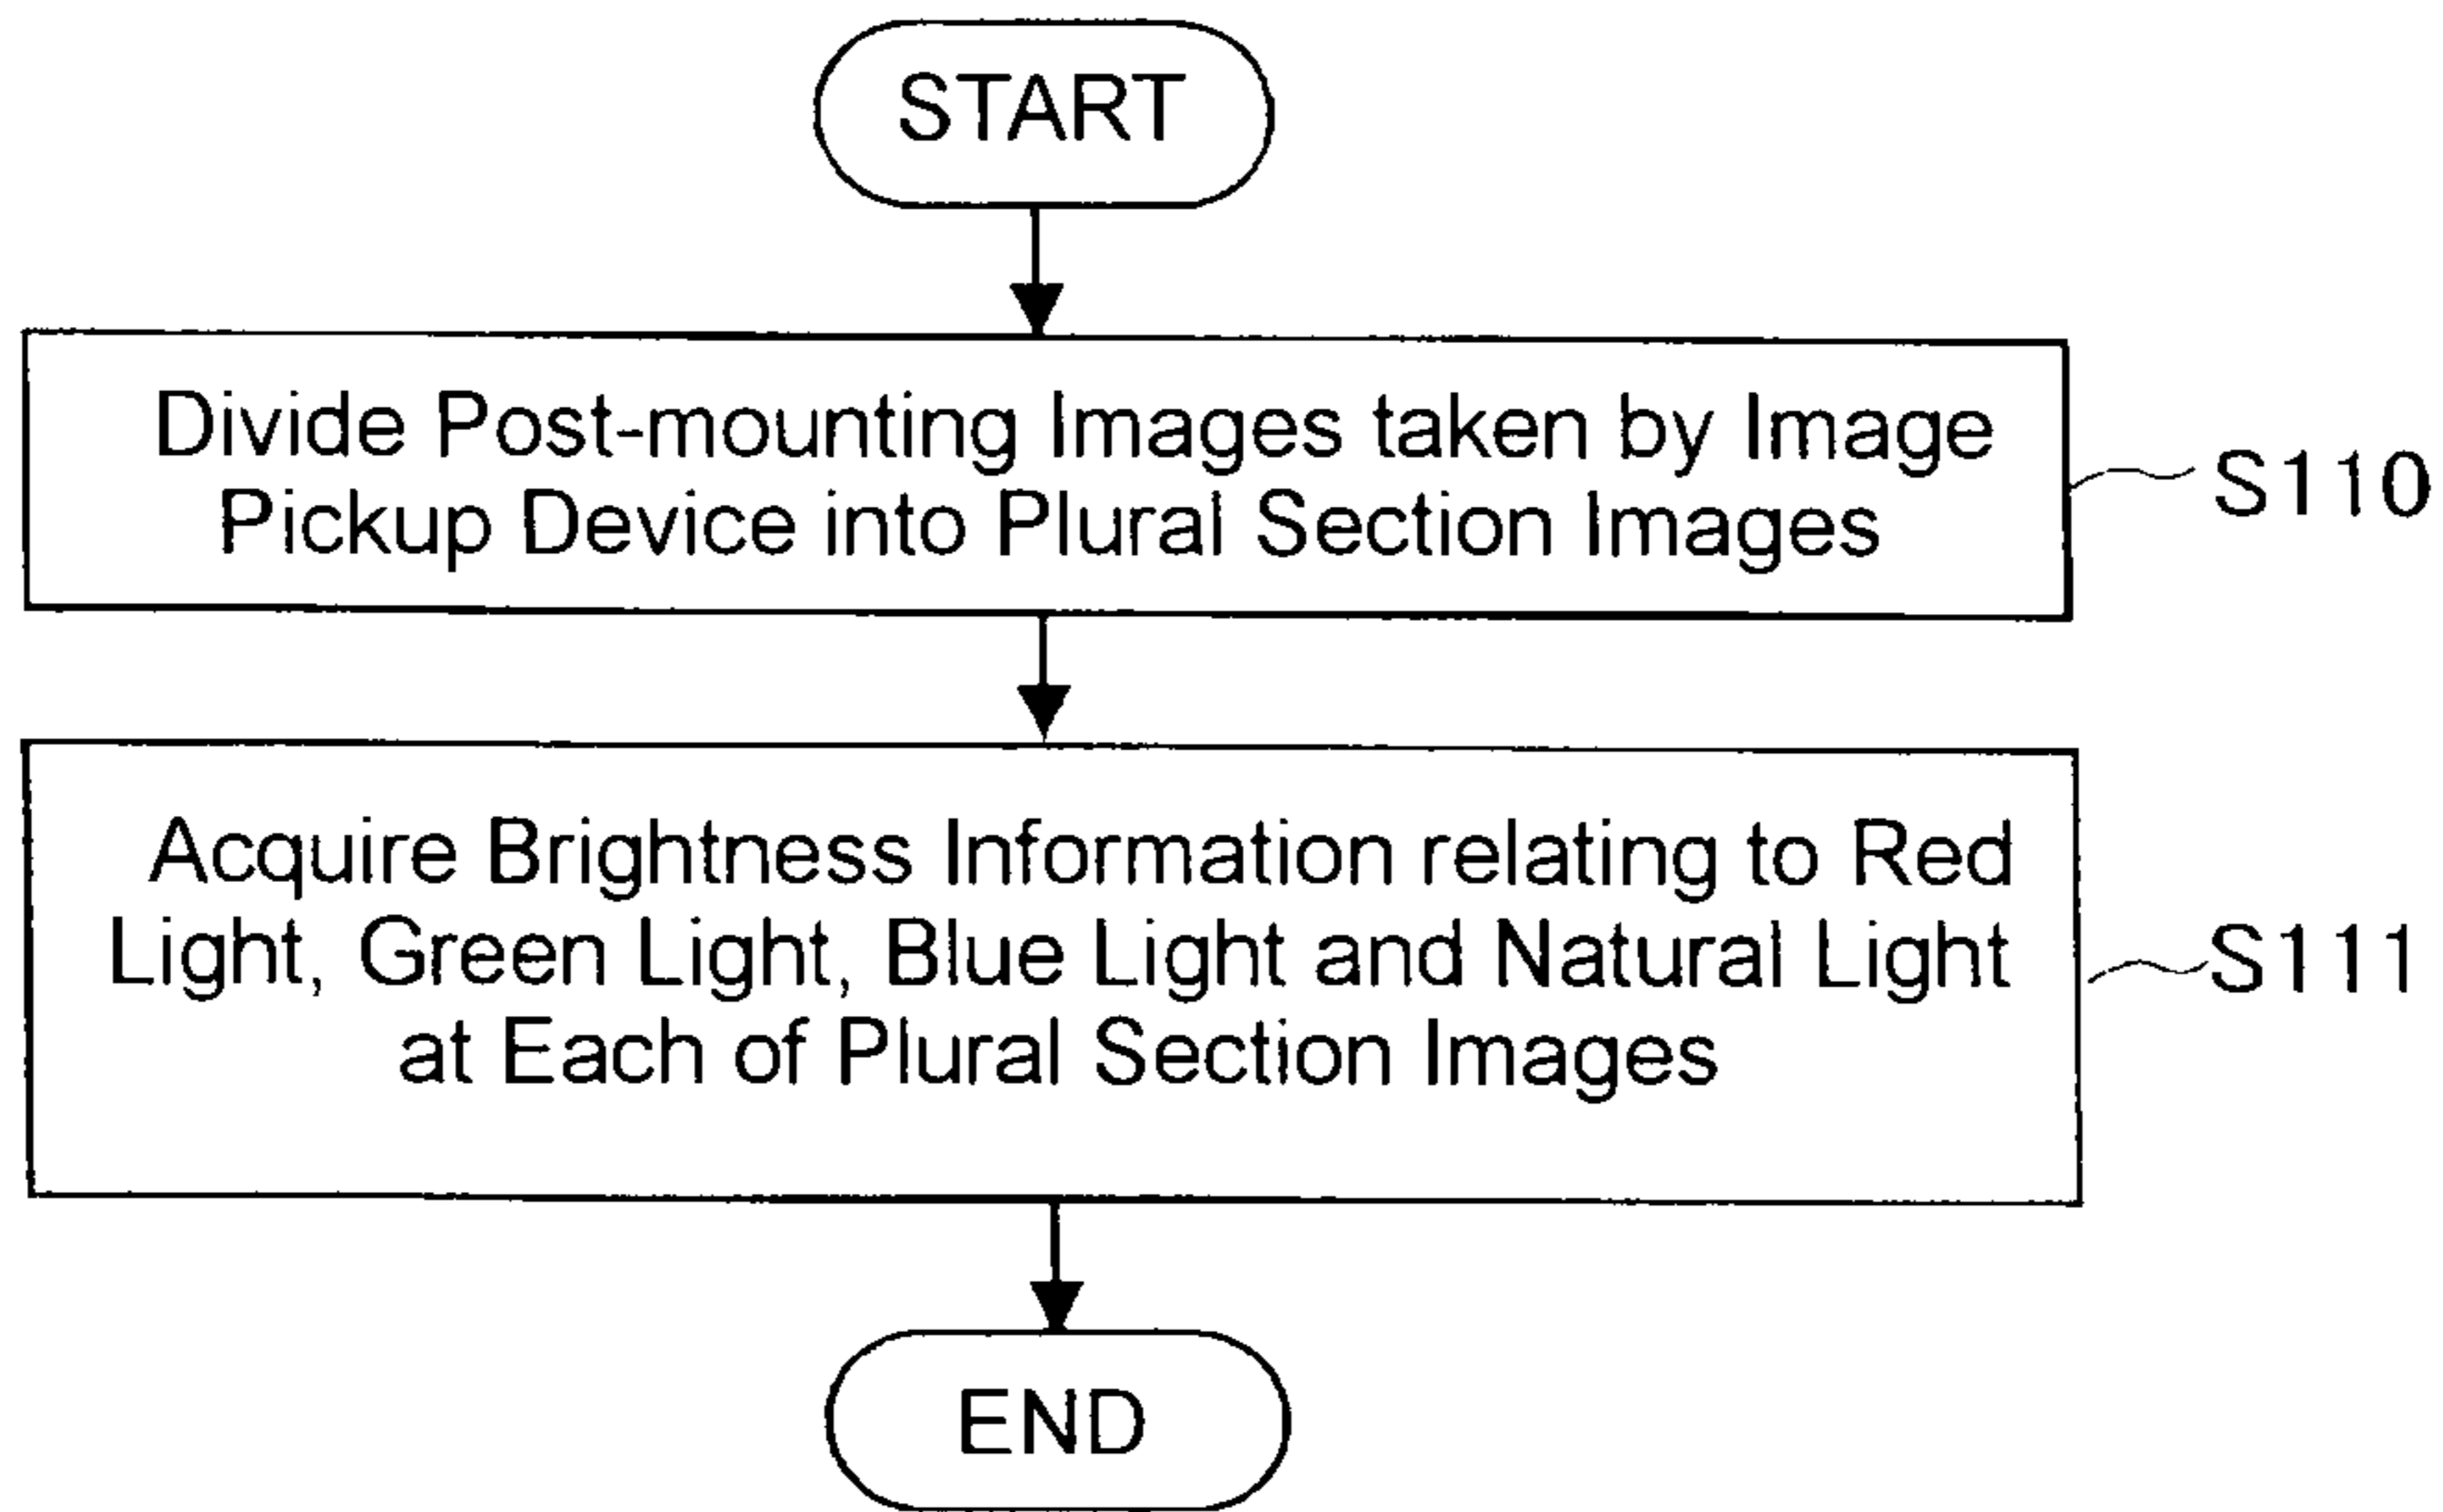 START
Divide Post-mounting Images taken by Image
Pickup Device into Plural Section Images
S110
Acquire Brightness Information relating to Red
Light, Green Light, Blue Light and Natural Light
at Each of Plural Section Images
S111
END